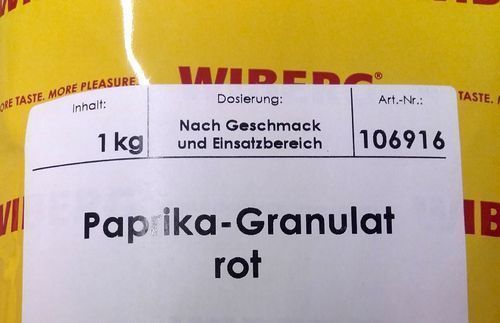 WIBERG®
ORE TASTE. MORE PLEASURE.
TASTE.
Inhalt:
1 kg
Dosierung:
Nach Geschmack
und Einsatzbereich
Art.-Nr.:
106916
Paprika-Granulat
rot